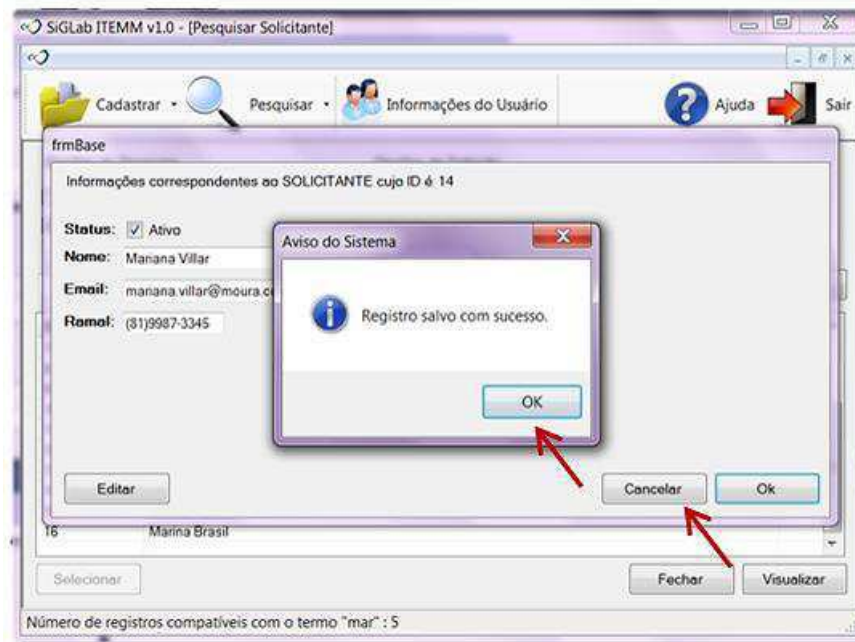 SiGLab ITEMM v1.0 - [Pesquisar Solicitante]
Cadastrar Pesquisar Informações do Usuário Ajuda Sair
frmBase
Informações correspondentes ao SOLICITANTE cujo ID é 14
Status: Ativo
Nome: Mariana Villar
Email: mariana.villar@moura.c
Ramal: (81)9987-3345
Aviso do Sistema
Registro salvo com sucesso.
OK
Editar Cancelar Ok
16 Marina Brasil
Selecionar Fechar Visualizar
Número de registros compatíveis com o termo "mar" : 5